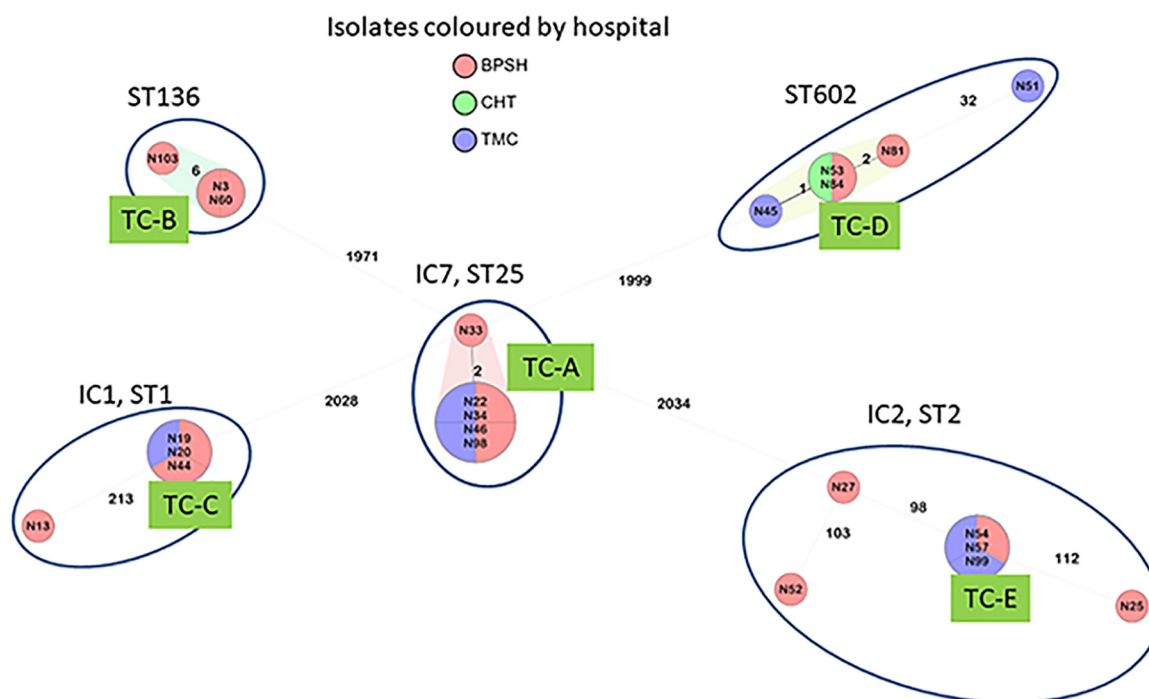 Isolates coloured by hospital
BPSH
CHT
TMC
ST136
N103
6
N3
N60
TC-B
ST602
N51
32
N81
2
N53
N84
1
N45
TC-D
1971
1999
IC7, ST25
N33
2
TC-A
N22
N34
N46
N98
2028
2034
IC1, ST1
N19
N20
N44
TC-C
213
N13
IC2, ST2
N27
98
103
N54
N57
N99
112
TC-E
N52
N25